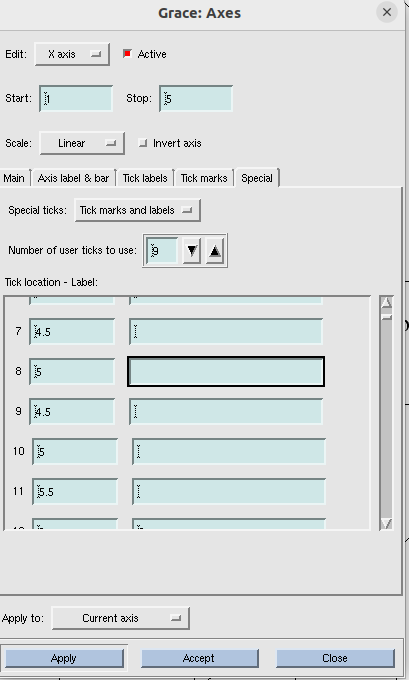 Grace: Axes
Edit: X axis Active
Start: 1 Stop: 5
Scale: Linear Invert axis
Main Axis label & bar Tick labels Tick marks Special
Special ticks: Tick marks and labels
Number of user ticks to use: 9
Tick location - Label:
7 4.5
8 5
9 4.5
10 5
11 5.5
Apply to: Current axis
Apply Accept Close